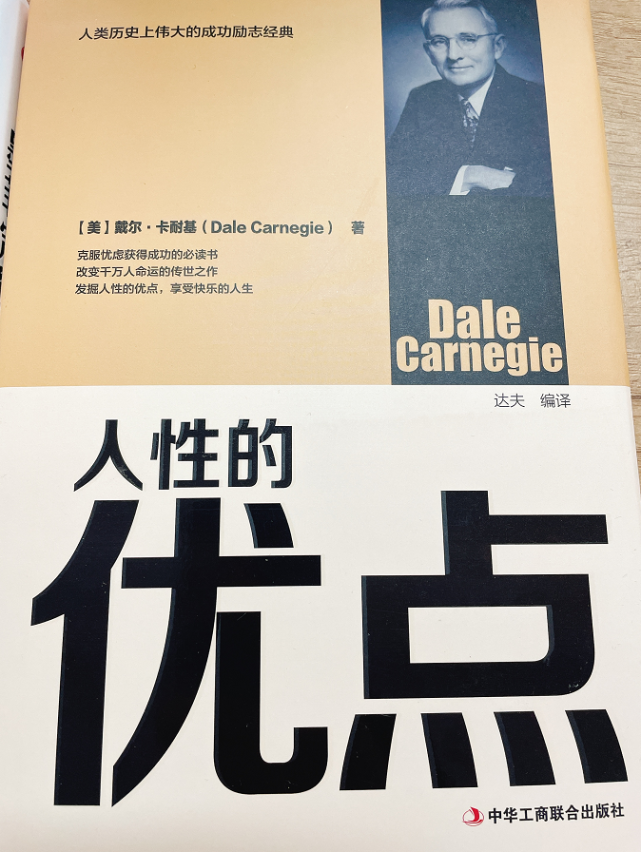 人类历史上伟大的成功励志经典
【美】戴尔·卡耐基（Dale Carnegie） 著
克服忧虑获得成功的必读书
改变千万人命运的传世之作
发掘人性的优点，享受快乐的人生
Dale
Carnegie
达夫 编译
人性的
优点
中华工商联合出版社